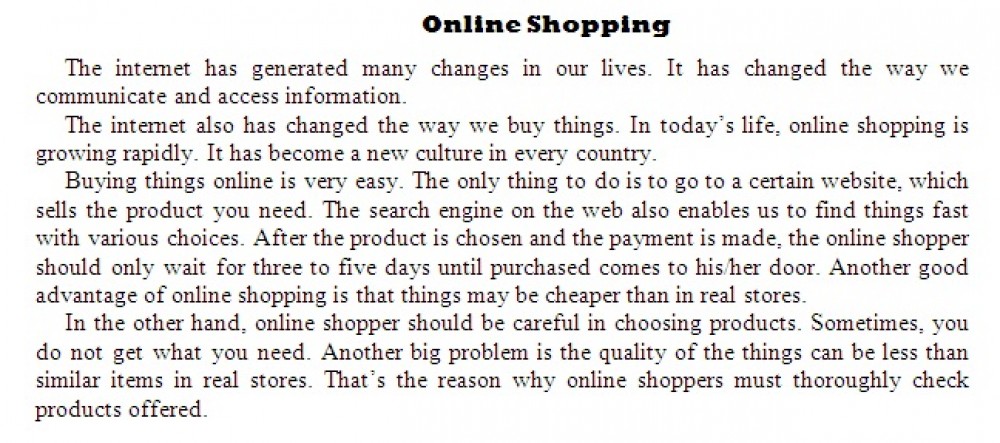 Online Shopping
The internet has generated many changes in our lives. It has changed the way we
communicate and access information.
The internet also has changed the way we buy things. In today's life, online shopping is
growing rapidly. It has become a new culture in every country.
Buying things online is very easy. The only thing to do is to go to a certain website, which
sells the product you need. The search engine on the web also enables us to find things fast
with various choices. After the product is chosen and the payment is made, the online shopper
should only wait for three to five days until purchased comes to his/her door. Another good
advantage of online shopping is that things may be cheaper than in real stores.
In the other hand, online shopper should be careful in choosing products. Sometimes, you
do not get what you need. Another big problem is the quality of the things can be less than
similar items in real stores. That's the reason why online shoppers must thoroughly check
products offered.